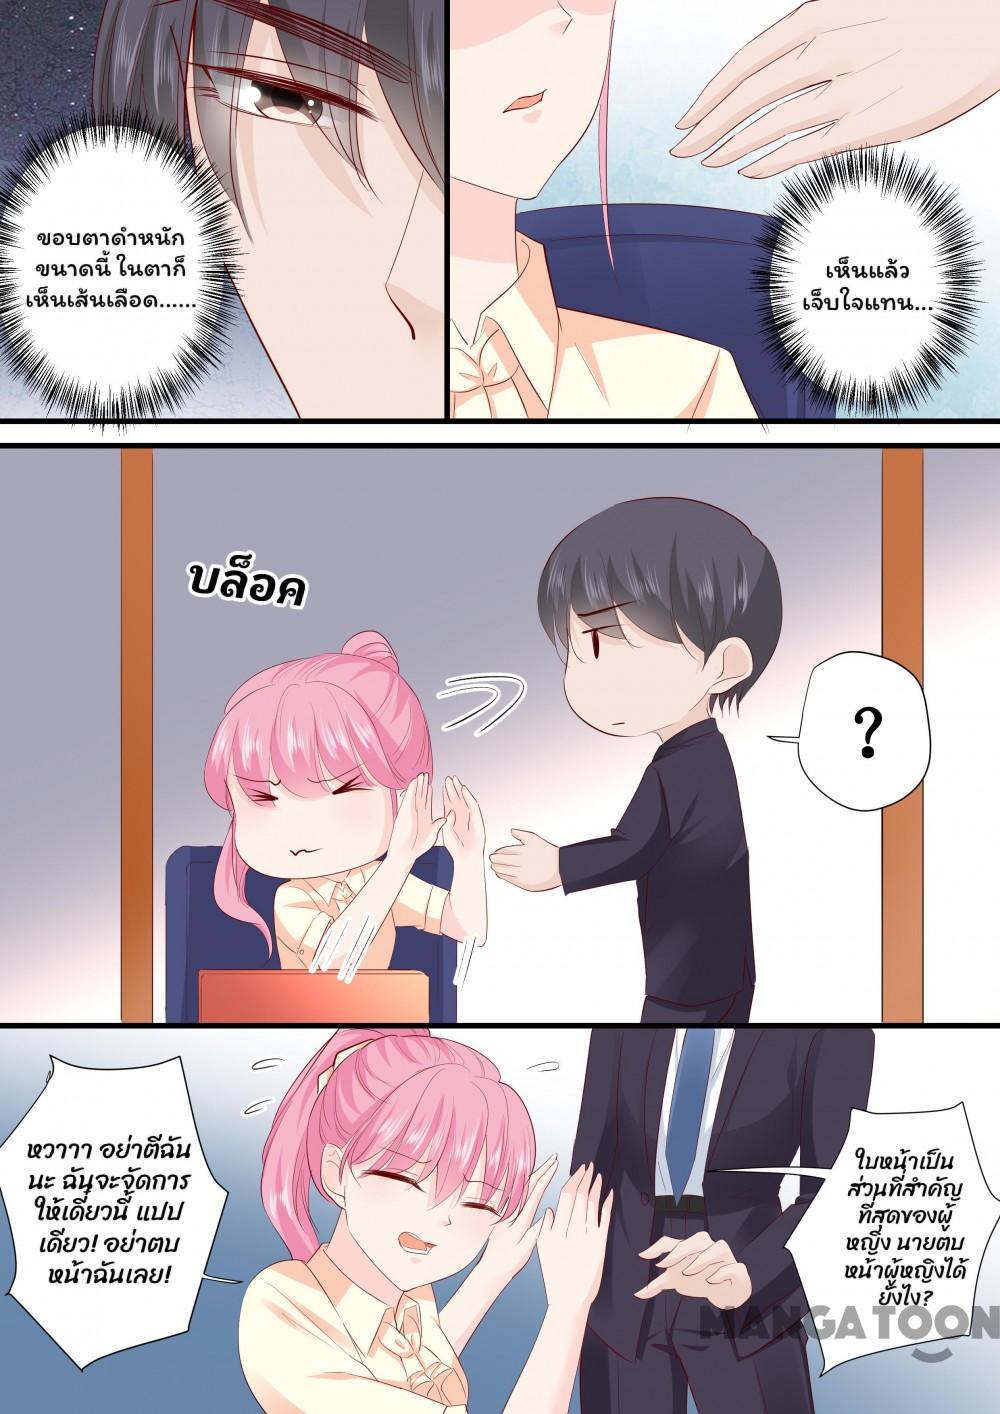 ขอบตาดำหนัก
ขนาดนี้ ในตาก็
เห็นเส้นเลือด......
เห็นแล้ว
เจ็บใจแทน...
บล็อค
?
หวาาา อย่าตีฉัน
นะ ฉันจะจัดการ
ให้เดี๋ยวนี้ แปป
เดียว! อย่าตบ
หน้าฉันเลย!
ใบหน้าเป็น
ส่วนที่สำคัญ
ที่สุดของผู้
หญิง นายตบ
หน้าผู้หญิงได้
ยังไง?
MANGATOON